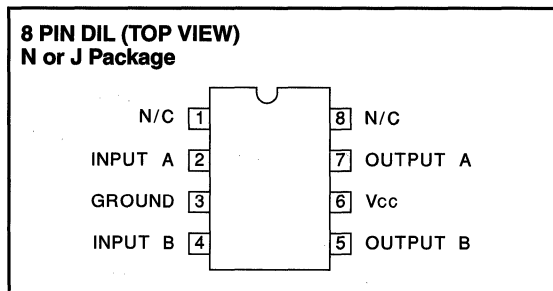 8 PIN DIL (TOP VIEW)
N or J Package
N/C 1 8 N/C
INPUT A 2 7 OUTPUT A
GROUND 3 6 Vcc
INPUT B 4 5 OUTPUT B